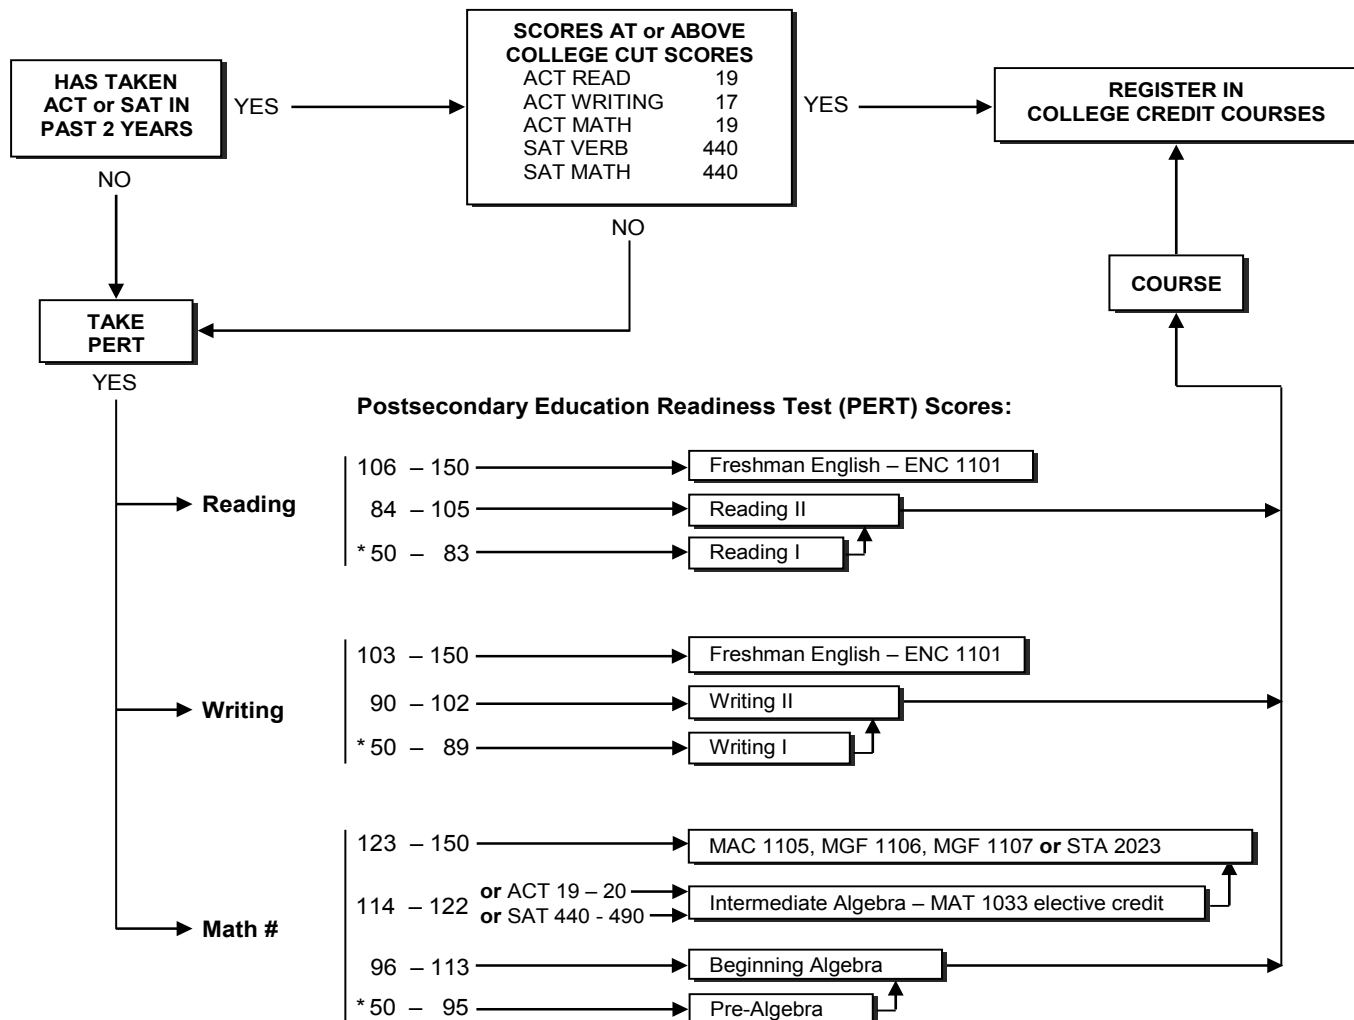 HAS TAKEN
ACT or SAT IN
PAST 2 YEARS
YES
SCORES AT or ABOVE
COLLEGE CUT SCORES
ACT READ 19
ACT WRITING 17
ACT MATH 19
SAT VERB 440
SAT MATH 440
YES
REGISTER IN
COLLEGE CREDIT COURSES
NO
NO
COURSE
TAKE
PERT
YES
Postsecondary Education Readiness Test (PERT) Scores:
Reading
106 – 150 Freshman English – ENC 1101
84 – 105 Reading II
*50 – 83 Reading I
Writing
103 – 150 Freshman English – ENC 1101
90 – 102 Writing II
*50 – 89 Writing I
Math #
123 – 150 MAC 1105, MGF 1106, MGF 1107 or STA 2023
114 – 122 or ACT 19 – 20
or SAT 440 - 490
Intermediate Algebra – MAT 1033 elective credit
96 – 113 Beginning Algebra
*50 – 95 Pre-Algebra